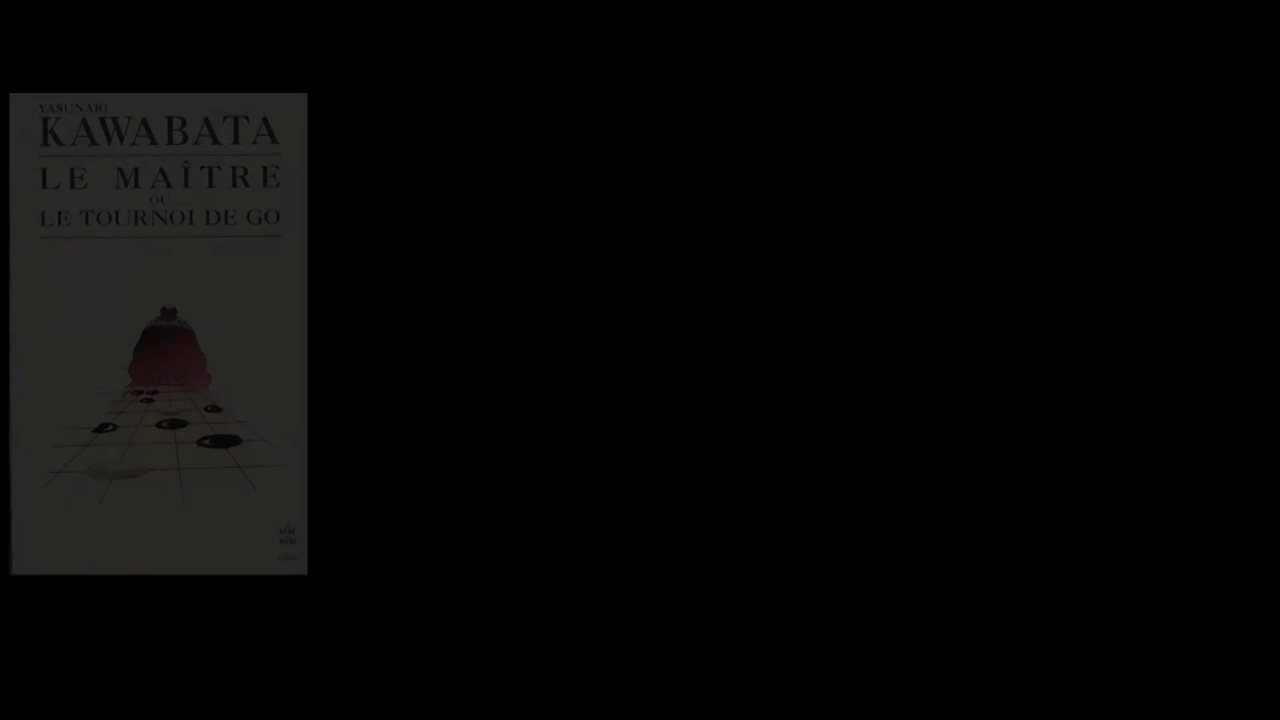 YASUNARI
KAWABATA
LE MAÎTRE
OU
LE TOURNOI DE GO